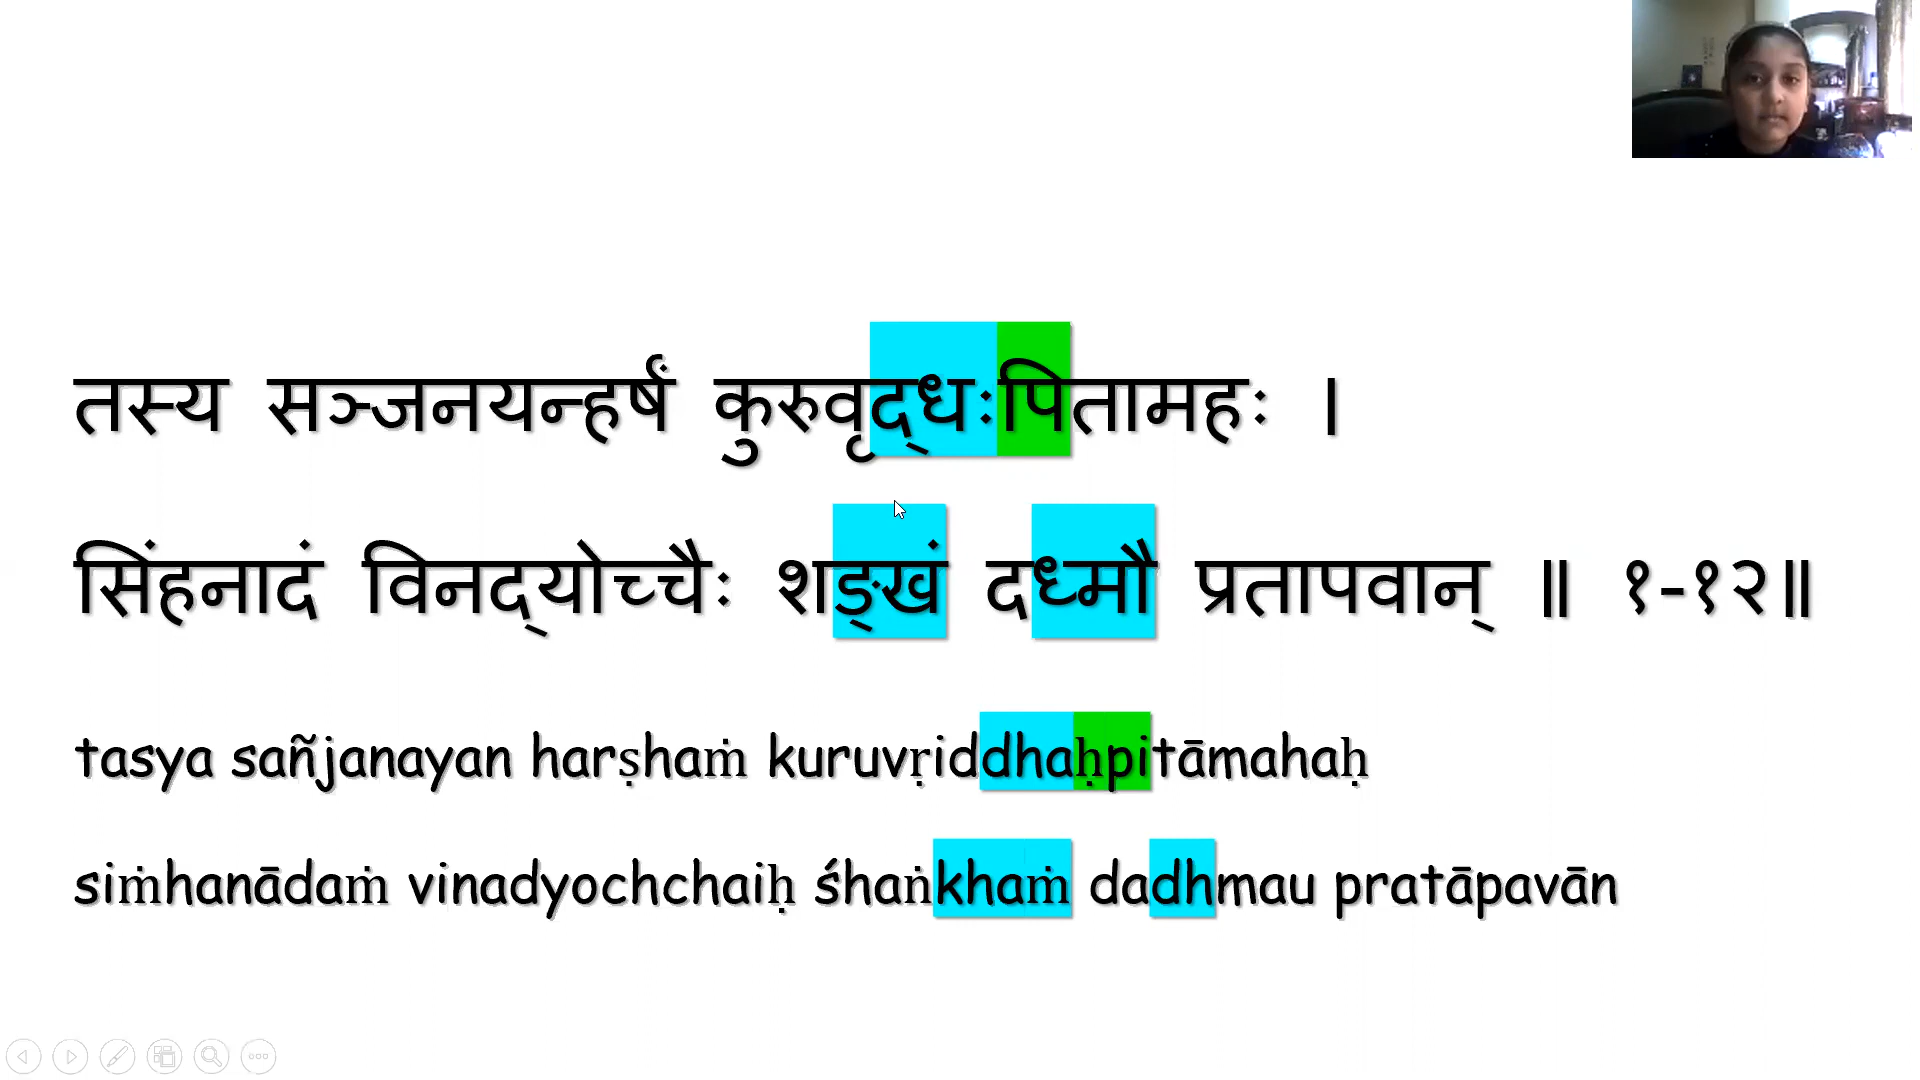 तस्य सञ्जनयन्हर्षं कुरुवृद्‌धःपितामहः ।
सिंहनादं विनद्‌योच्चैः शङ्‌खं दध्मौ प्रतापवान् ॥ १-१२॥
tasya sañjanayan harṣhaṁ kuruvṛiddhaḥpitāmahaḥ
siṁhanādaṁ vinadyochchaiḥ śhaṅkhaṁ dadhmau pratāpavān